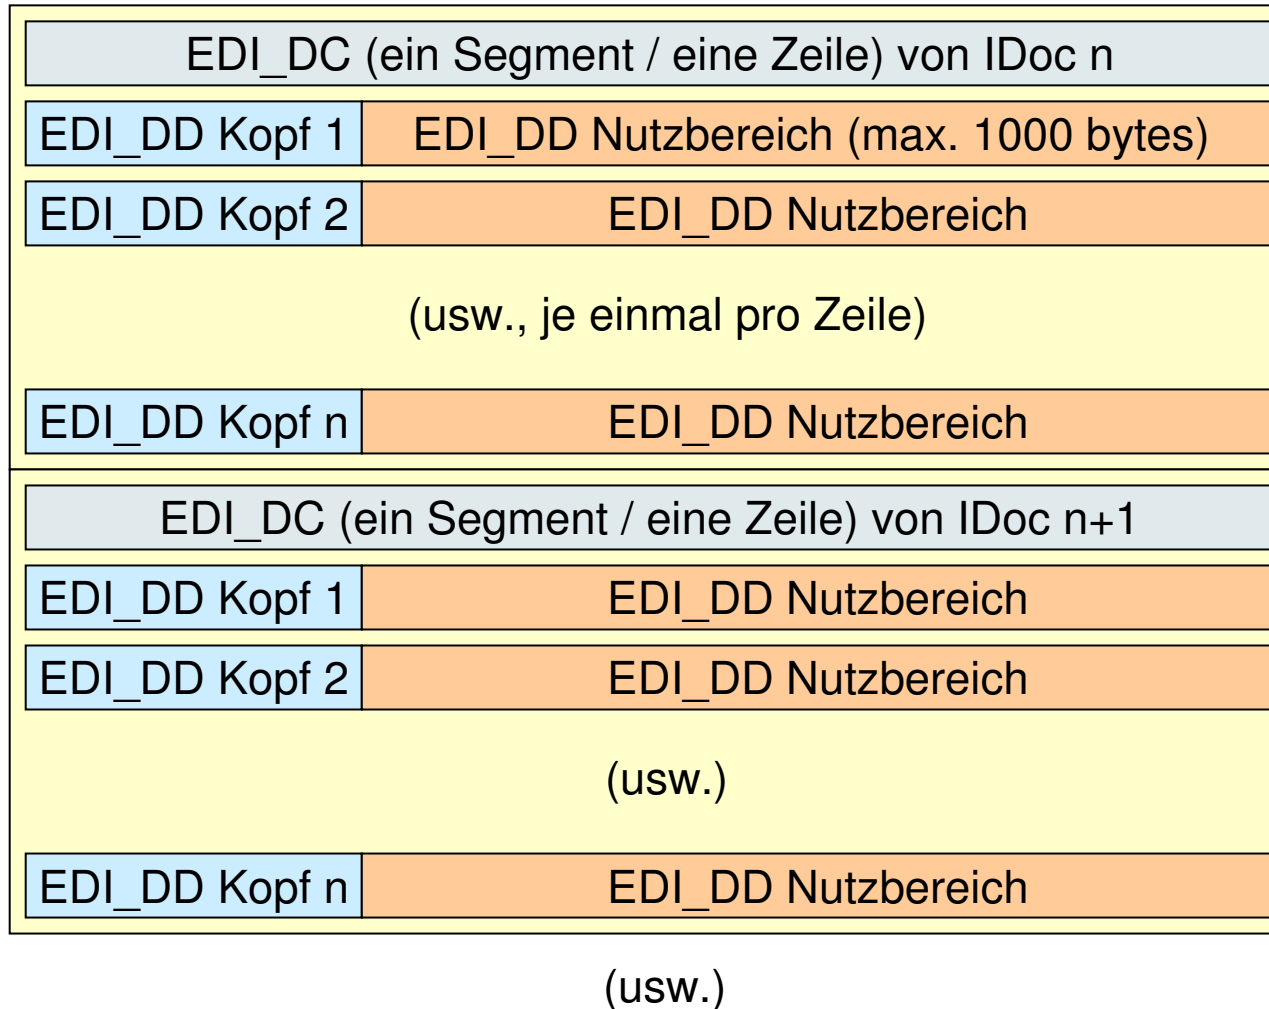 EDI_DC (ein Segment / eine Zeile) von IDoc n
EDI_DD Kopf 1 EDI_DD Nutzbereich (max. 1000 bytes)
EDI_DD Kopf 2 EDI_DD Nutzbereich
(usw., je einmal pro Zeile)
EDI_DD Kopf n EDI_DD Nutzbereich
EDI_DC (ein Segment / eine Zeile) von IDoc n+1
EDI_DD Kopf 1 EDI_DD Nutzbereich
EDI_DD Kopf 2 EDI_DD Nutzbereich
(usw.)
EDI_DD Kopf n EDI_DD Nutzbereich
(usw.)